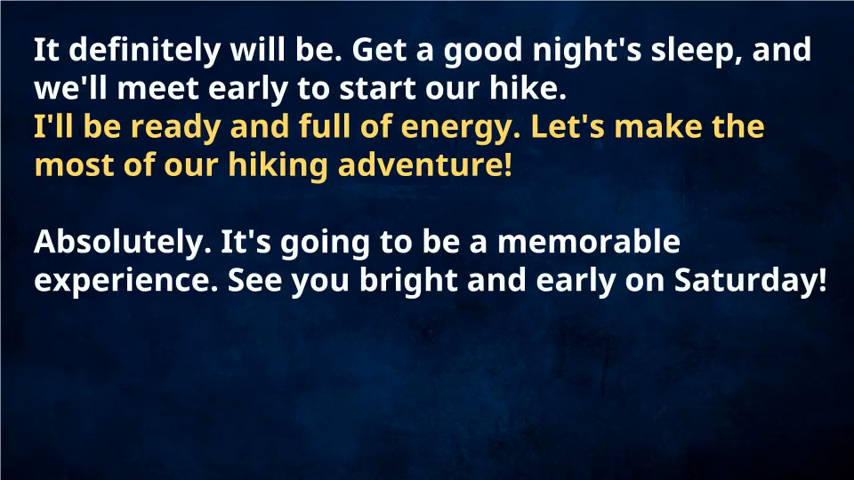 It definitely will be. Get a good night's sleep, and
we'll meet early to start our hike.
I'll be ready and full of energy. Let's make the
most of our hiking adventure!
Absolutely. It's going to be a memorable
experience. See you bright and early on Saturday!